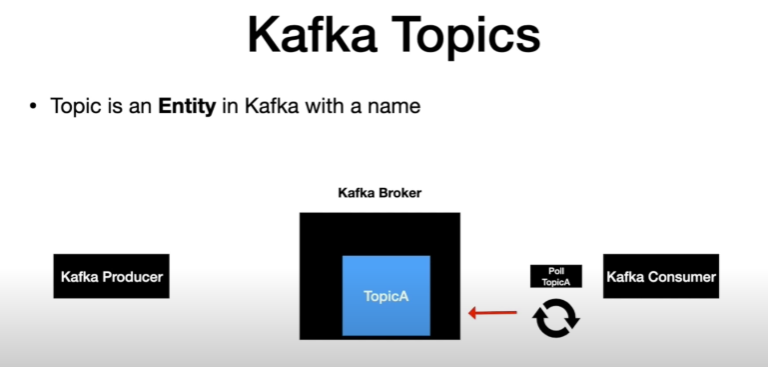 Kafka Topics
• Topic is an Entity in Kafka with a name
Kafka Broker
Kafka Producer
TopicA
Poll
TopicA
Kafka Consumer